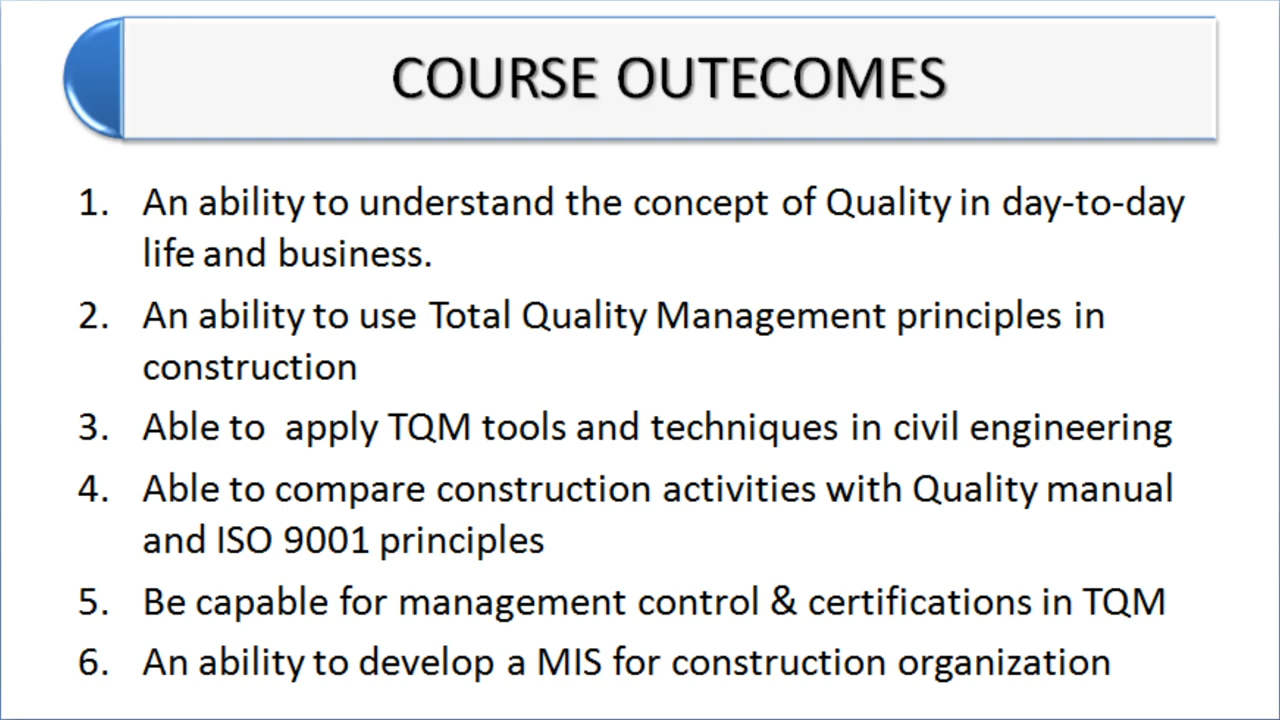 COURSE OUTECOMES
1. An ability to understand the concept of Quality in day-to-day
life and business.
2. An ability to use Total Quality Management principles in
construction
3. Able to  apply TQM tools and techniques in civil engineering
4. Able to compare construction activities with Quality manual
and ISO 9001 principles
5. Be capable for management control & certifications in TQM
6. An ability to develop a MIS for construction organization